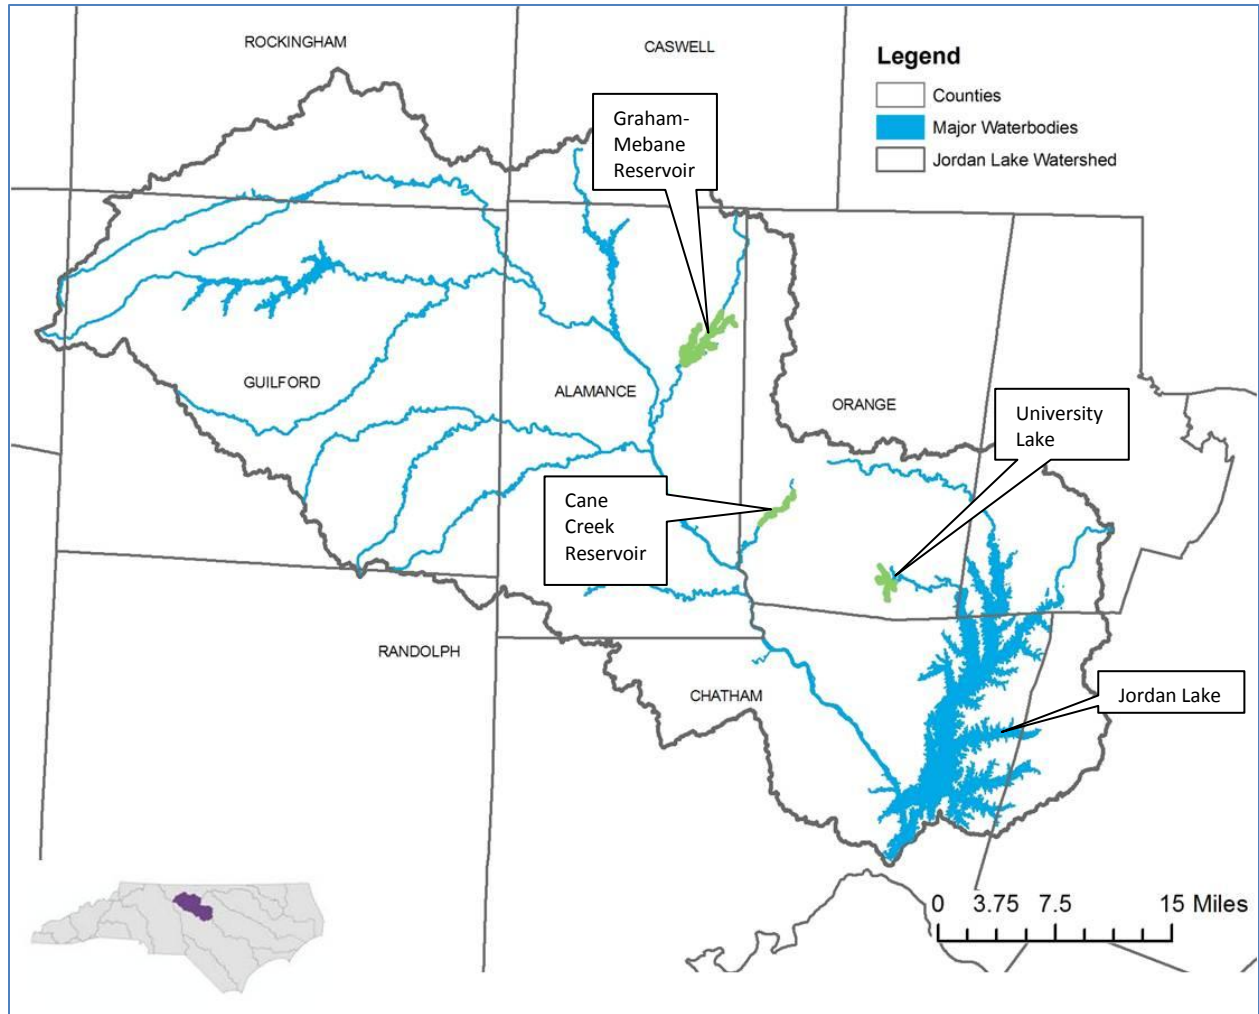 ROCKINGHAM
CASWELL
Legend
Counties
Major Waterbodies
Jordan Lake Watershed
Graham-
Mebane
Reservoir
GUILFORD
ALAMANCE
ORANGE
University
Lake
Cane
Creek
Reservoir
RANDOLPH
CHATHAM
Jordan Lake
0 3.75 7.5 15 Miles